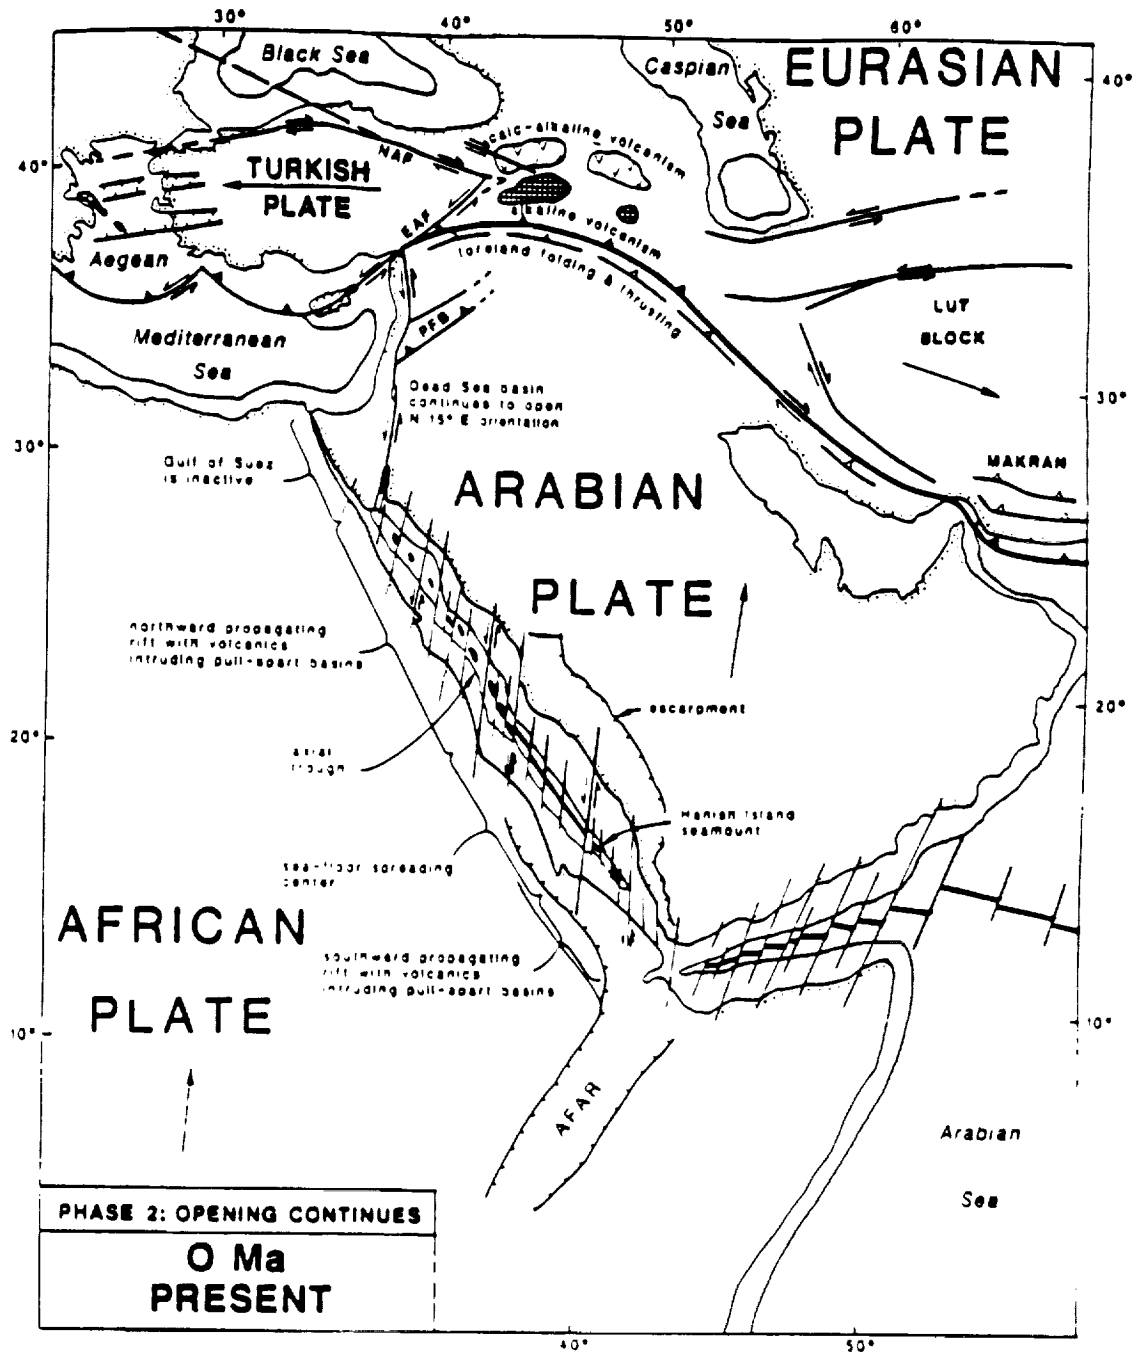 30°
40°
50°
60°
Black Sea
Caspian
Sea
EURASIAN
PLATE
40°
40°
calc-alkaline volcanism
NAF
TURKISH
PLATE
EAF
alkaline volcanism
foreland folding & thrusting
Aegean
LUT
BLOCK
PFB
Mediterranean
Sea
Dead Sea basin
continues to open
N 15° E orientation
30°
30°
Gulf of Suez
is inactive
MAKRAN
ARABIAN
PLATE
northward propagating
rift with volcanics
intruding pull-apart basins
escarpment
20°
20°
axial
trough
Hanish Island
seamount
sea-floor spreading
center
AFRICAN
PLATE
southward propagating
rift with volcanics
intruding pull-apart basins
10°
10°
AFAR
Arabian
Sea
PHASE 2: OPENING CONTINUES
0 Ma
PRESENT
40°
50°